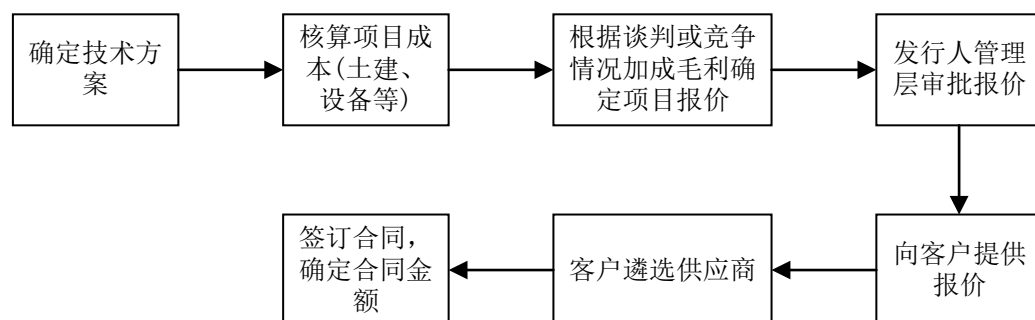 确定技术方
案
核算项目成
本(土建、
设备等)
根据谈判或竞争
情况加成毛利确
定项目报价
发行人管理
层审批报价
向客户提供
报价
客户遴选供应商
签订合同，
确定合同金
额